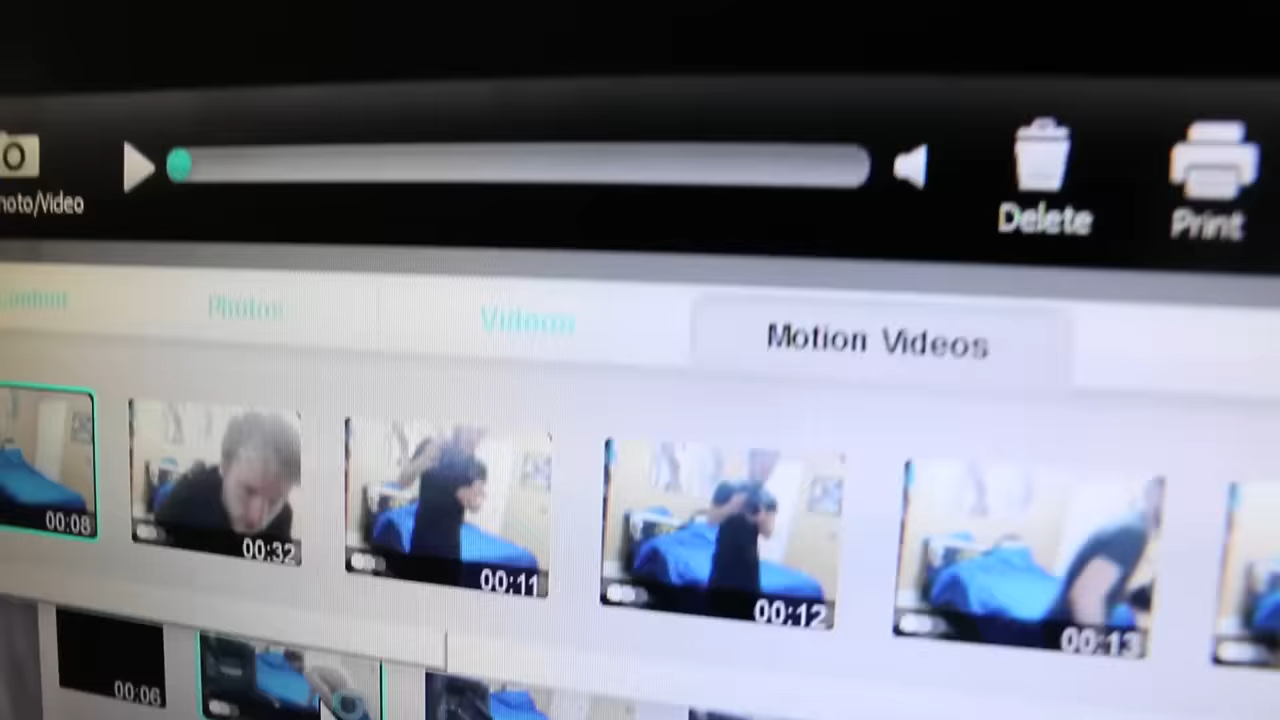 hoto/Video
Delete
Print
Content
Photos
Videos
Motion Videos
00:08
00:32
00:11
00:12
00:13
00:06